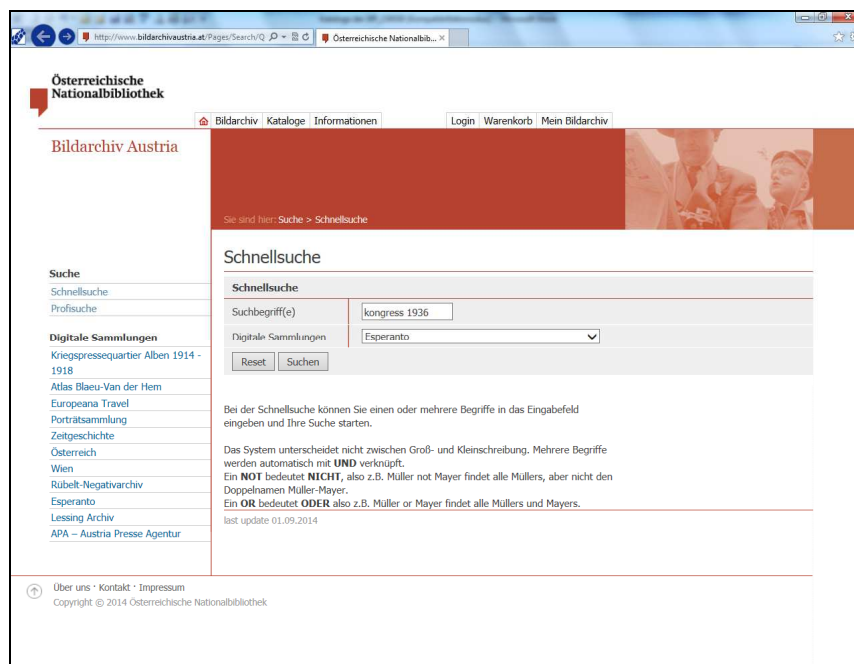 http://www.bildarchivaustria.at/Pages/Search/Q
Österreichische Nationalbib...
Österreichische
Nationalbibliothek
Bildarchiv Kataloge Informationen Login Warenkorb Mein Bildarchiv
Bildarchiv Austria
Sie sind hier: Suche > Schnellsuche
Schnellsuche
Suche
Schnellsuche
Profisuche
Digitale Sammlungen
Kriegspressequartier Alben 1914 -
1918
Atlas Blaeu-Van der Hem
Europeana Travel
Porträtsammlung
Zeitgeschichte
Österreich
Wien
Rübelt-Negativarchiv
Esperanto
Lessing Archiv
APA – Austria Presse Agentur
Schnellsuche
Suchbegriff(e) kongress 1936
Digitale Sammlungen Esperanto
Reset Suchen
Bei der Schnellsuche können Sie einen oder mehrere Begriffe in das Eingabefeld
eingeben und Ihre Suche starten.
Das System unterscheidet nicht zwischen Groß- und Kleinschreibung. Mehrere Begriffe
werden automatisch mit UND verknüpft.
Ein NOT bedeutet NICHT, also z.B. Müller not Mayer findet alle Müllers, aber nicht den
Doppelnamen Müller-Mayer.
Ein OR bedeutet ODER also z.B. Müller or Mayer findet alle Müllers und Mayers.
last update 01.09.2014
Über uns · Kontakt · Impressum
Copyright © 2014 Österreichische Nationalbibliothek